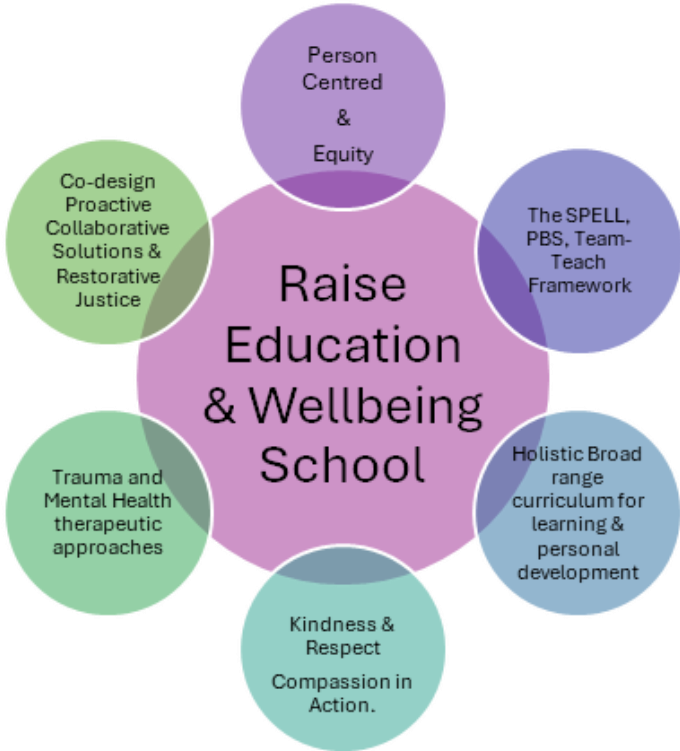 Person
Centred
&
Equity
The SPELL,
PBS, Team-
Teach
Framework
Holistic Broad
range
curriculum for
learning &
personal
development
Kindness &
Respect
Compassion in
Action.
Trauma and
Mental Health
therapeutic
approaches
Co-design
Proactive
Collaborative
Solutions &
Restorative
Justice
Raise
Education
& Wellbeing
School